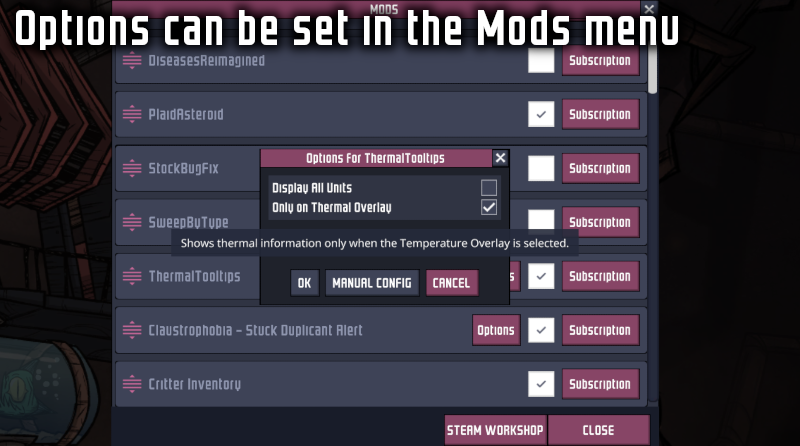 MODS
Options can be set in the Mods menu
DiseasesReimagined
Subscription
PlaidAsteroid
Subscription
StockBugFix
Subscription
Options For ThermalTooltips
Display All Units
Only on Thermal Overlay
SweepByType
Subscription
Shows thermal information only when the Temperature Overlay is selected.
ThermalTooltips
s
Subscription
OK
MANUAL CONFIG
CANCEL
Claustrophobia - Stuck Duplicant Alert
Options
Subscription
Critter Inventory
Subscription
STEAM WORKSHOP
CLOSE